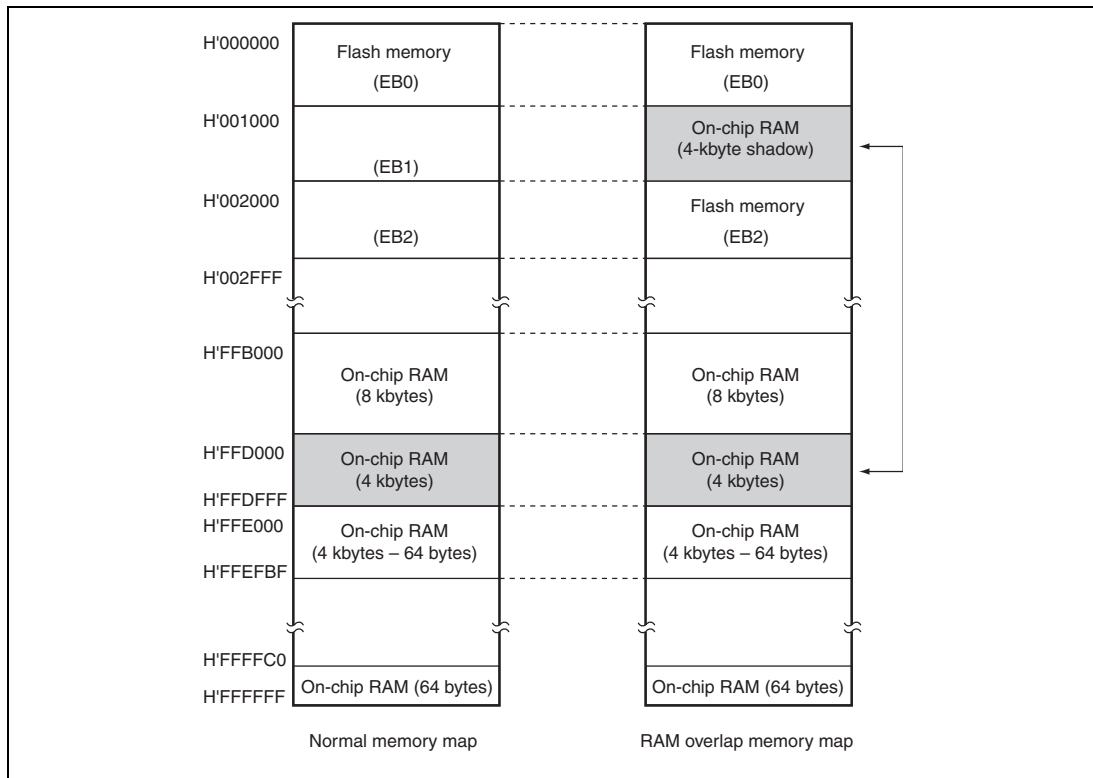 H'000000
Flash memory
(EB0)
Flash memory
(EB0)
H'001000
(EB1)
On-chip RAM
(4-kbyte shadow)
H'002000
(EB2)
Flash memory
(EB2)
H'002FFF
H'FFB000
On-chip RAM
(8 kbytes)
On-chip RAM
(8 kbytes)
H'FFD000
On-chip RAM
(4 kbytes)
On-chip RAM
(4 kbytes)
H'FFDFFF
H'FFE000
On-chip RAM
(4 kbytes – 64 bytes)
On-chip RAM
(4 kbytes – 64 bytes)
H'FFEFBF
H'FFFFC0
On-chip RAM (64 bytes)
On-chip RAM (64 bytes)
H'FFFFFF
Normal memory map
RAM overlap memory map